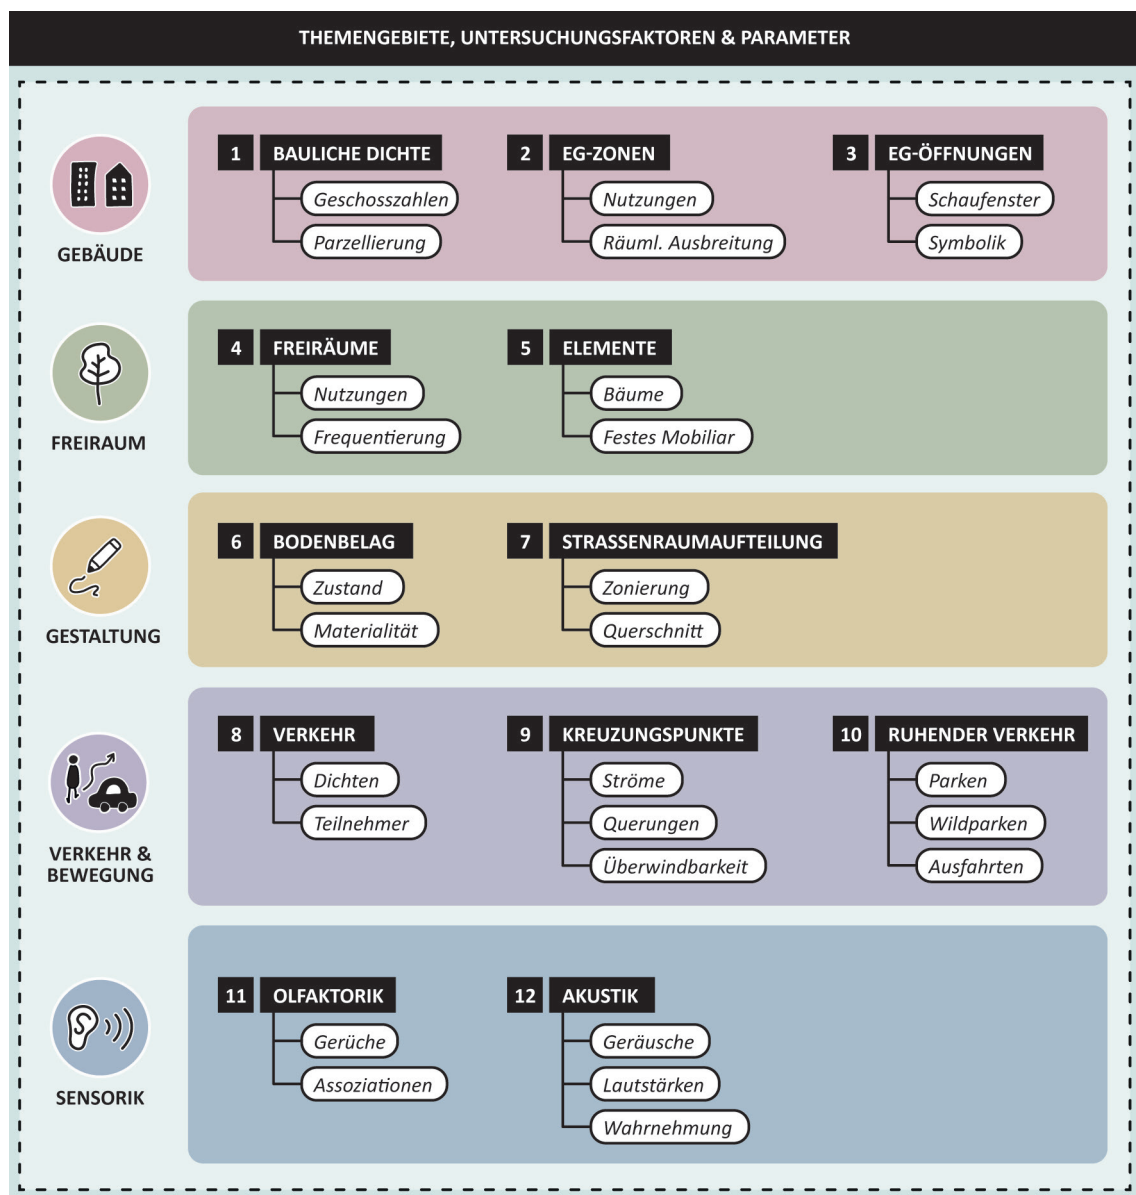 THEMENGEBIETE, UNTERSUCHUNGSFAKTOREN & PARAMETER
GEBÄUDE
1 BAULICHE DICHTE
Geschosszahlen
Parzellierung
2 EG-ZONEN
Nutzungen
Räuml. Ausbreitung
3 EG-ÖFFNUNGEN
Schaufenster
Symbolik
FREIRAUM
4 FREIRÄUME
Nutzungen
Frequentierung
5 ELEMENTE
Bäume
Festes Mobiliar
GESTALTUNG
6 BODENBELAG
Zustand
Materialität
7 STRASSENRAUMAUFTEILUNG
Zonierung
Querschnitt
VERKEHR &
BEWEGUNG
8 VERKEHR
Dichten
Teilnehmer
9 KREUZUNGSPUNKTE
Ströme
Querungen
Überwindbarkeit
10 RUHENDER VERKEHR
Parken
Wildparken
Ausfahrten
SENSORIK
11 OLFAKTORIK
Gerüche
Assoziationen
12 AKUSTIK
Geräusche
Lautstärken
Wahrnehmung